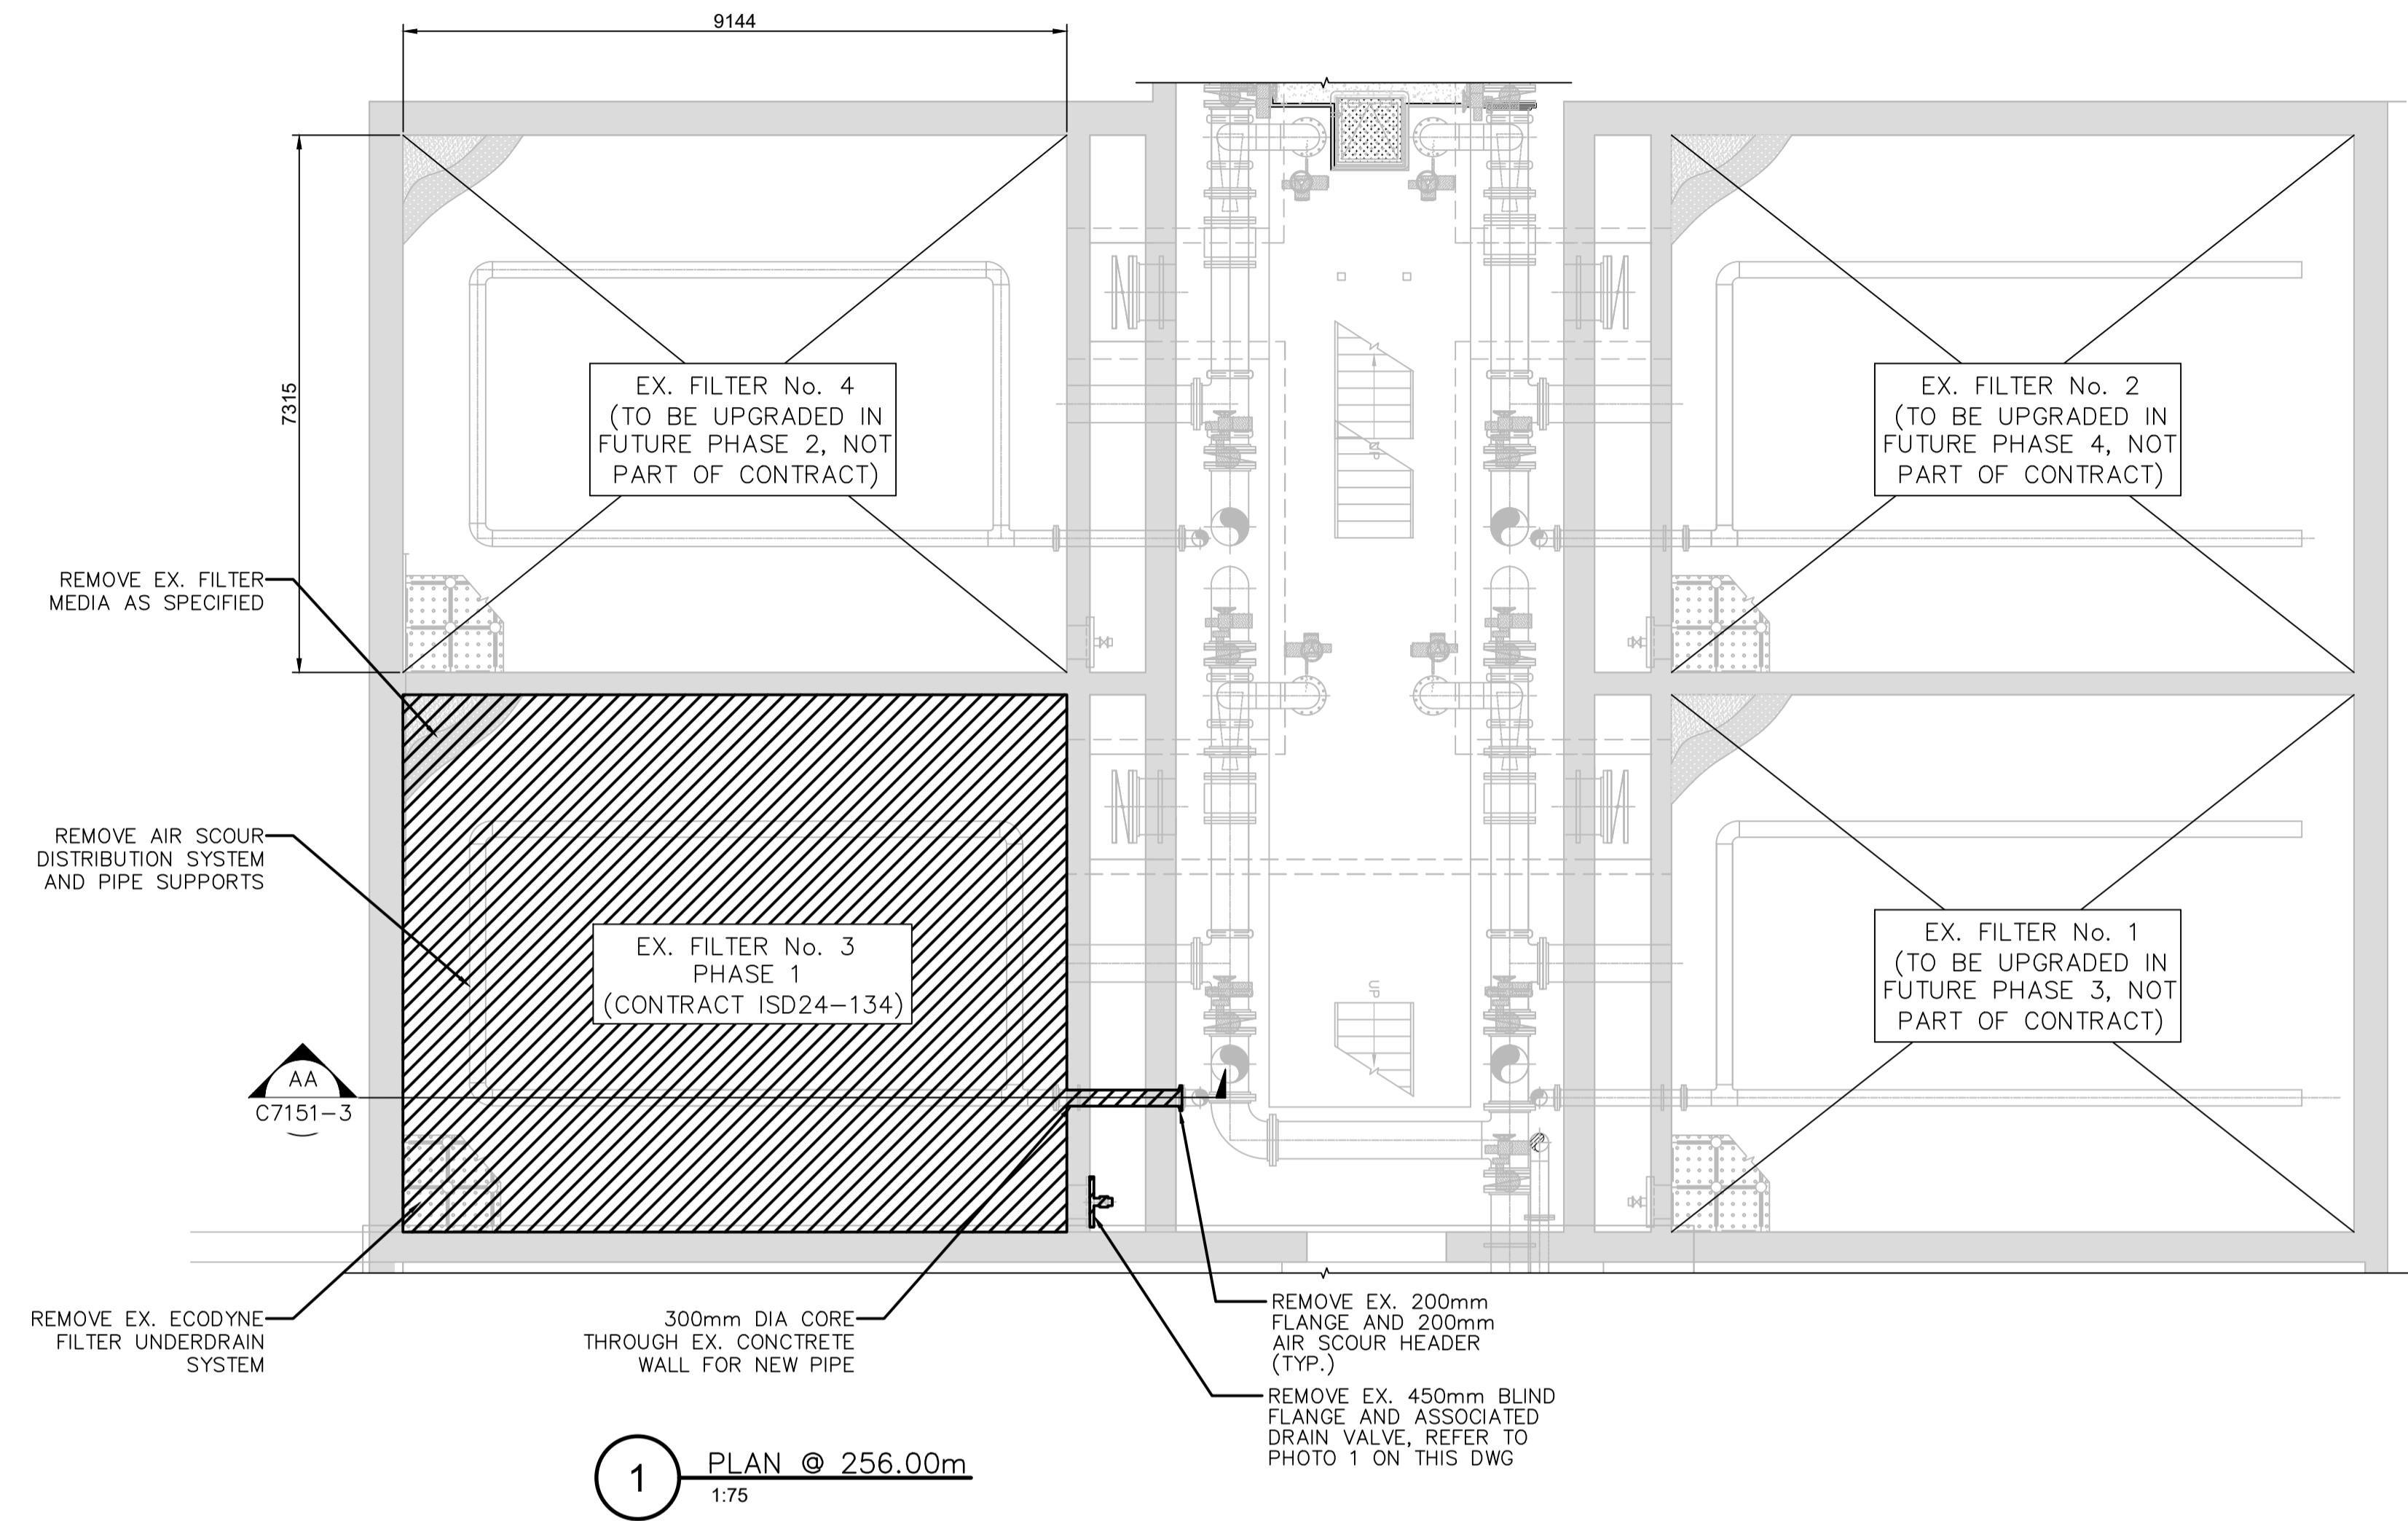 9144
7315
EX. FILTER No. 4
(TO BE UPGRADED IN
FUTURE PHASE 2, NOT
PART OF CONTRACT)
EX. FILTER No. 2
(TO BE UPGRADED IN
FUTURE PHASE 4, NOT
PART OF CONTRACT)
REMOVE EX. FILTER
MEDIA AS SPECIFIED
REMOVE AIR SCOUR
DISTRIBUTION SYSTEM
AND PIPE SUPPORTS
EX. FILTER No. 3
PHASE 1
(CONTRACT ISD24-134)
EX. FILTER No. 1
(TO BE UPGRADED IN
FUTURE PHASE 3, NOT
PART OF CONTRACT)
UP
AA
C7151-3
REMOVE EX. ECODYNE
FILTER UNDERDRAIN
SYSTEM
300mm DIA CORE
THROUGH EX. CONCTRETE
WALL FOR NEW PIPE
REMOVE EX. 200mm
FLANGE AND 200mm
AIR SCOUR HEADER
(TYP.)
REMOVE EX. 450mm BLIND
FLANGE AND ASSOCIATED
DRAIN VALVE, REFER TO
PHOTO 1 ON THIS DWG
1
PLAN @ 256.00m
1:75